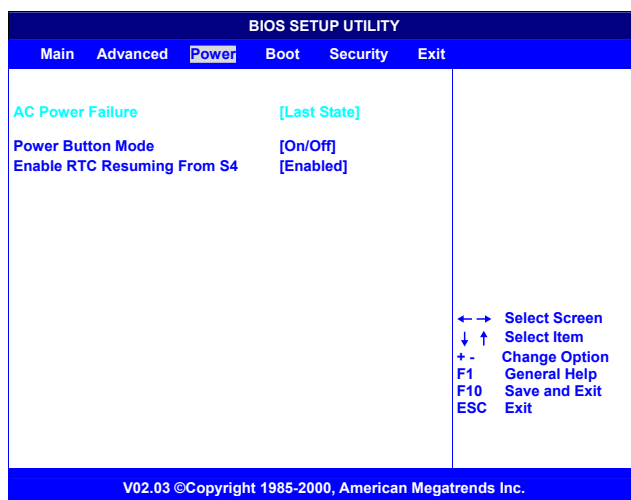 BIOS SETUP UTILITY
Main Advanced Power Boot Security Exit
AC Power Failure [Last State]
Power Button Mode [On/Off]
Enable RTC Resuming From S4 [Enabled]
← → Select Screen
↓ ↑ Select Item
+ - Change Option
F1 General Help
F10 Save and Exit
ESC Exit
V02.03 ©Copyright 1985-2000, American Megatrends Inc.